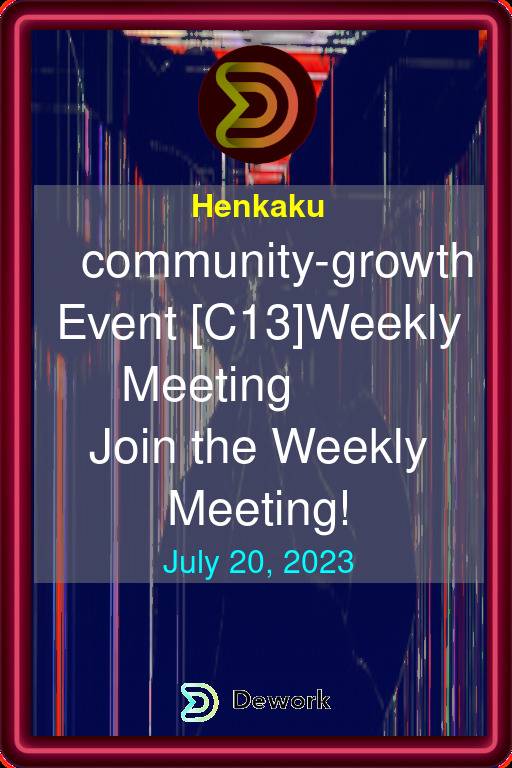 Henkaku
community-growth
Event [C13]Weekly
Meeting
Join the Weekly
Meeting!
July 20, 2023
Dework